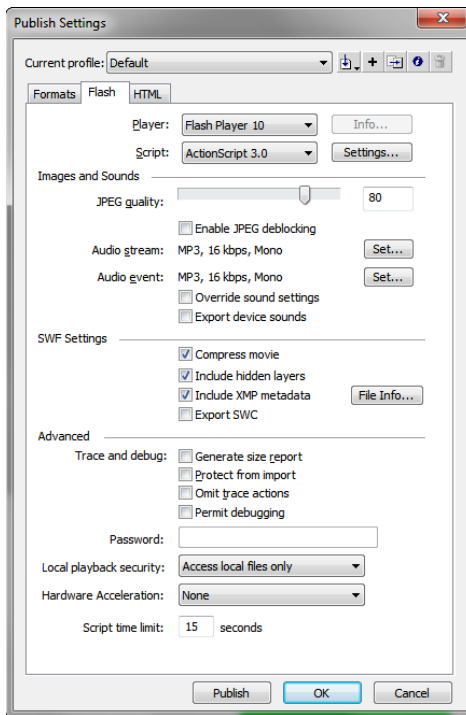 Publish Settings
Current profile: Default
Formats Flash HTML
Player: Flash Player 10 Info...
Script: ActionScript 3.0 Settings...
Images and Sounds
JPEG quality: 80
Enable JPEG deblocking
Audio stream: MP3, 16 kbps, Mono Set...
Audio event: MP3, 16 kbps, Mono Set...
Override sound settings
Export device sounds
SWF Settings
Compress movie
Include hidden layers
Include XMP metadata File Info...
Export SWC
Advanced
Trace and debug: Generate size report
Protect from import
Omit trace actions
Permit debugging
Password:
Local playback security: Access local files only
Hardware Acceleration: None
Script time limit: 15 seconds
Publish OK Cancel